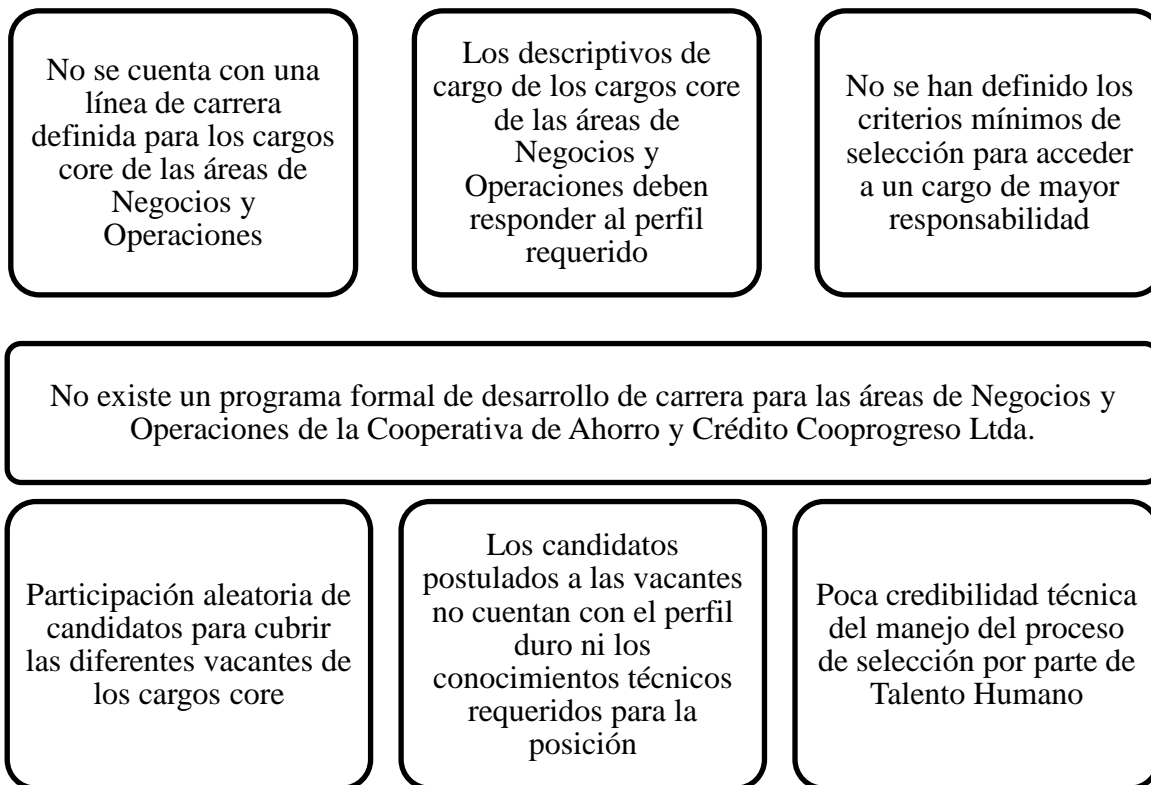 No se cuenta con una
línea de carrera
definida para los cargos
core de las áreas de
Negocios y
Operaciones
Los descriptivos de
cargo de los cargos core
de las áreas de
Negocios y
Operaciones deben
responder al perfil
requerido
No se han definido los
criterios mínimos de
selección para acceder
a un cargo de mayor
responsabilidad
No existe un programa formal de desarrollo de carrera para las áreas de Negocios y
Operaciones de la Cooperativa de Ahorro y Crédito Cooprogreso Ltda.
Participación aleatoria de
candidatos para cubrir
las diferentes vacantes de
los cargos core
Los candidatos
postulados a las vacantes
no cuentan con el perfil
duro ni los
conocimientos técnicos
requeridos para la
posición
Poca credibilidad técnica
del manejo del proceso
de selección por parte de
Talento Humano